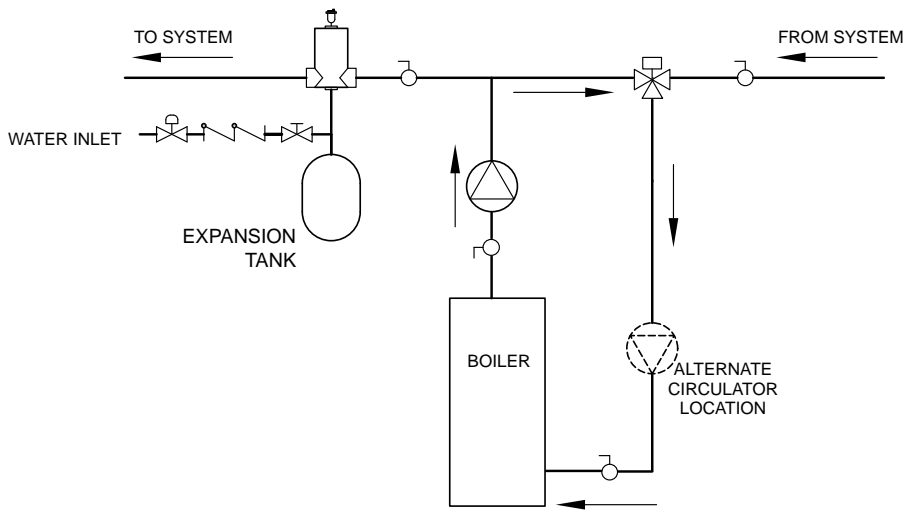 TO SYSTEM
FROM SYSTEM
WATER INLET
EXPANSION
TANK
BOILER
ALTERNATE
CIRCULATOR
LOCATION